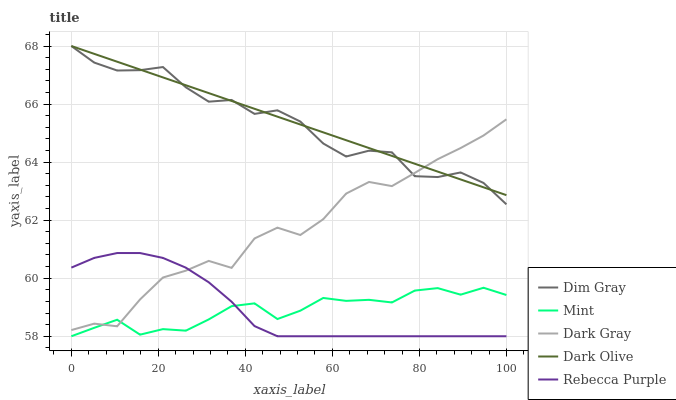 title
yaxis_label
68
66
64
62
60
58
0
20
40
60
80
100
xaxis_label
Dim Gray
Mint
Dark Gray
Dark Olive
Rebecca Purple